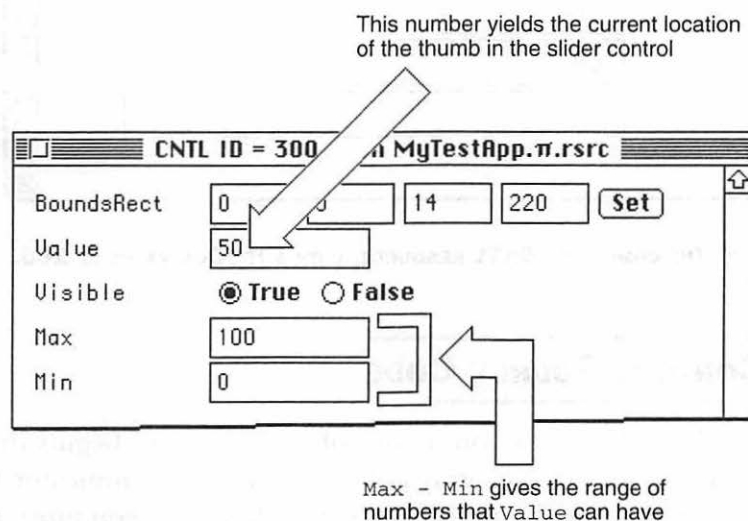 This number yields the current location
of the thumb in the slider control
CNTL ID = 300 MyTestApp.π.rsrc
BoundsRect 0 14 220 Set
Value 50
Visible True False
Max 100
Min 0
Max - Min gives the range of
numbers that Value can have